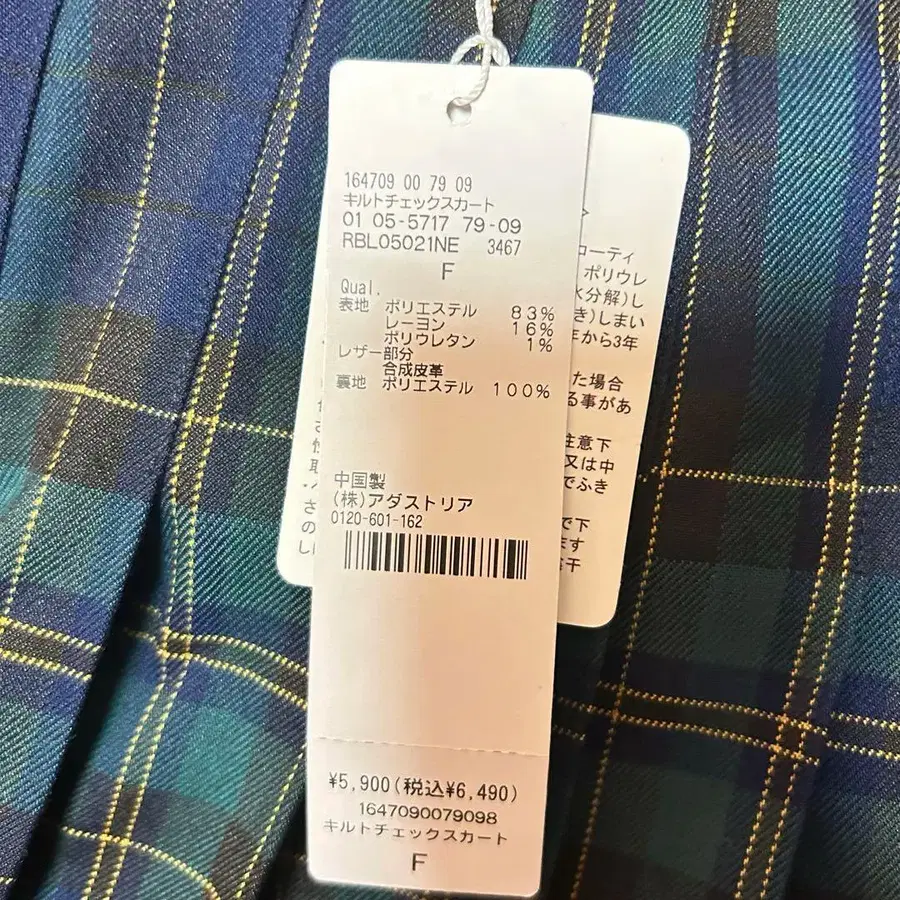 164709 00 79 09
キルトチェックスカート
01 05-5717 79-09
RBL05021NE 3467
F
Qual.
表地 ポリエステル 83%
レーヨン 16%
ポリウレタン 1%
レザー部分
合成皮革
裏地 ポリエステル 100%
中国製
(株)アダストリア
0120-601-162
¥5,900(税込¥6,490)
1647090079098
キルトチェックスカート
F
コーティ
ポリウレ
水分解)し
き)しまい
から3年
た場合
る事があ
注意下
又は中
でふき
で下
ます